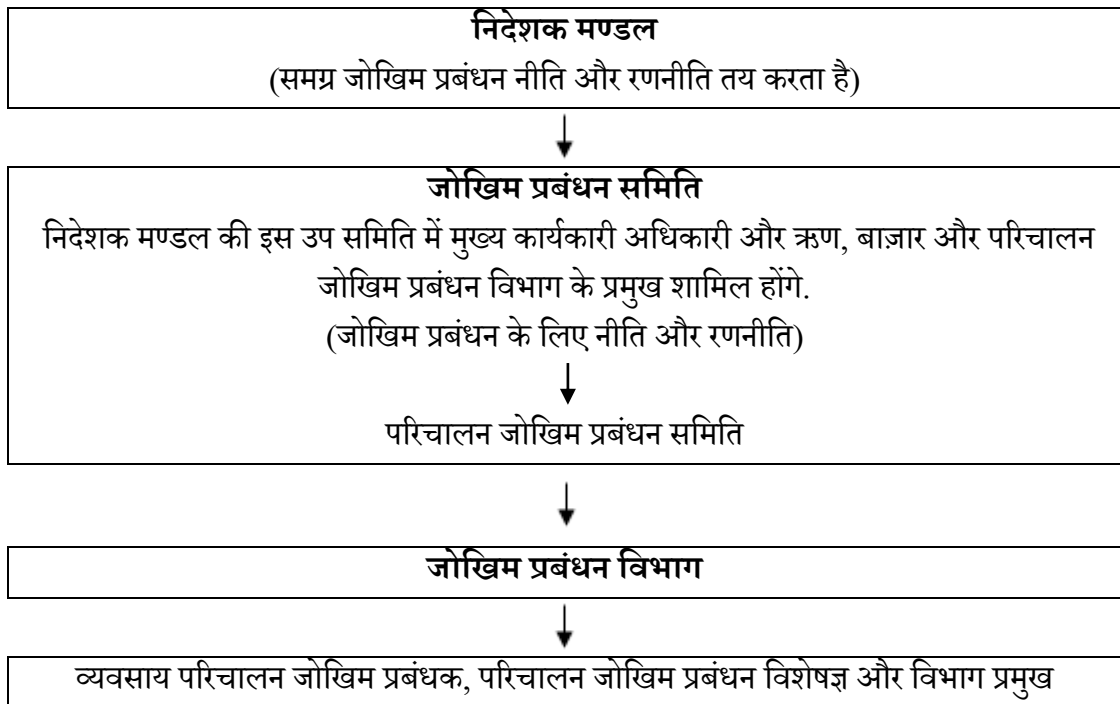 निदेशक मण्डल
(समग्र जोखिम प्रबंधन नीति और रणनीति तय करता है)
जोखिम प्रबंधन समिति
निदेशक मण्डल की इस उप समिति में मुख्य कार्यकारी अधिकारी और ऋण, बाज़ार और परिचालन
जोखिम प्रबंधन विभाग के प्रमुख शामिल होंगे.
(जोखिम प्रबंधन के लिए नीति और रणनीति)
परिचालन जोखिम प्रबंधन समिति
जोखिम प्रबंधन विभाग
व्यवसाय परिचालन जोखिम प्रबंधक, परिचालन जोखिम प्रबंधन विशेषज्ञ और विभाग प्रमुख